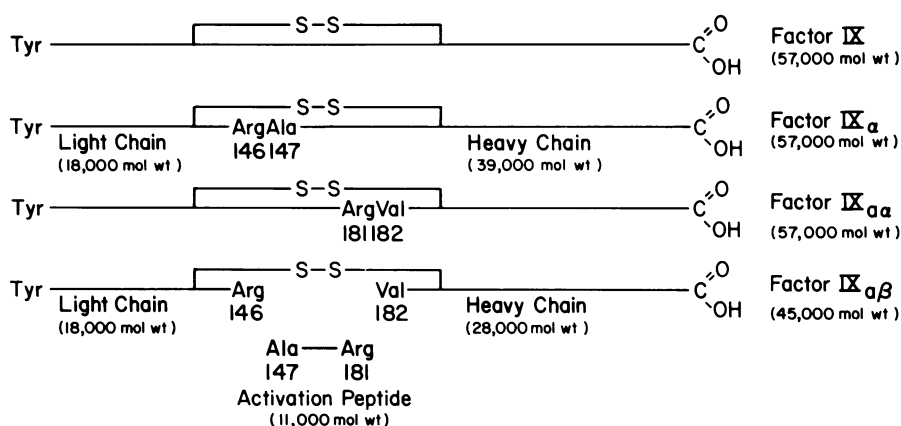 Tyr S–S C O OH Factor IX
(57,000 mol wt)
Tyr S–S ArgAla C O OH Factor IXα
146147
Light Chain Heavy Chain
(18,000 mol wt) (39,000 mol wt) (57,000 mol wt)
Tyr S–S ArgVal C O OH Factor IXaα
181182 (57,000 mol wt)
Tyr S–S Arg Val C O OH Factor IXaβ
146 182
Light Chain Heavy Chain
(18,000 mol wt) (28,000 mol wt) (45,000 mol wt)
Ala — Arg
147 181
Activation Peptide
(11,000 mol wt)